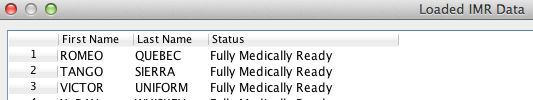 Loaded IMR Data
First Name Last Name Status
1 ROMEO QUEBEC Fully Medically Ready
2 TANGO SIERRA Fully Medically Ready
3 VICTOR UNIFORM Fully Medically Ready